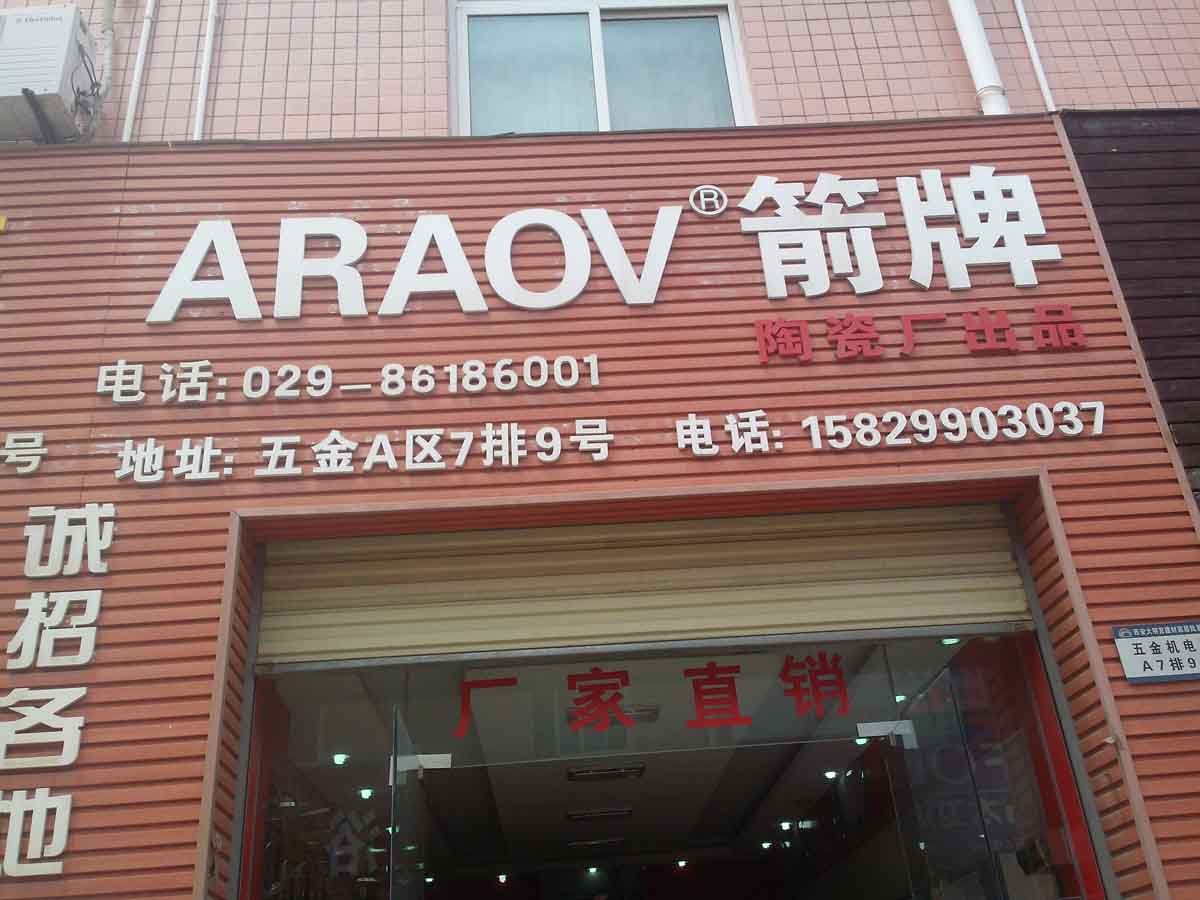 ARAOV®箭牌
陶瓷厂出品
电话:029-86186001
号
地址:五金A区7排9号
电话:15829903037
诚招各地
厂家直销
五金机电
A7排9